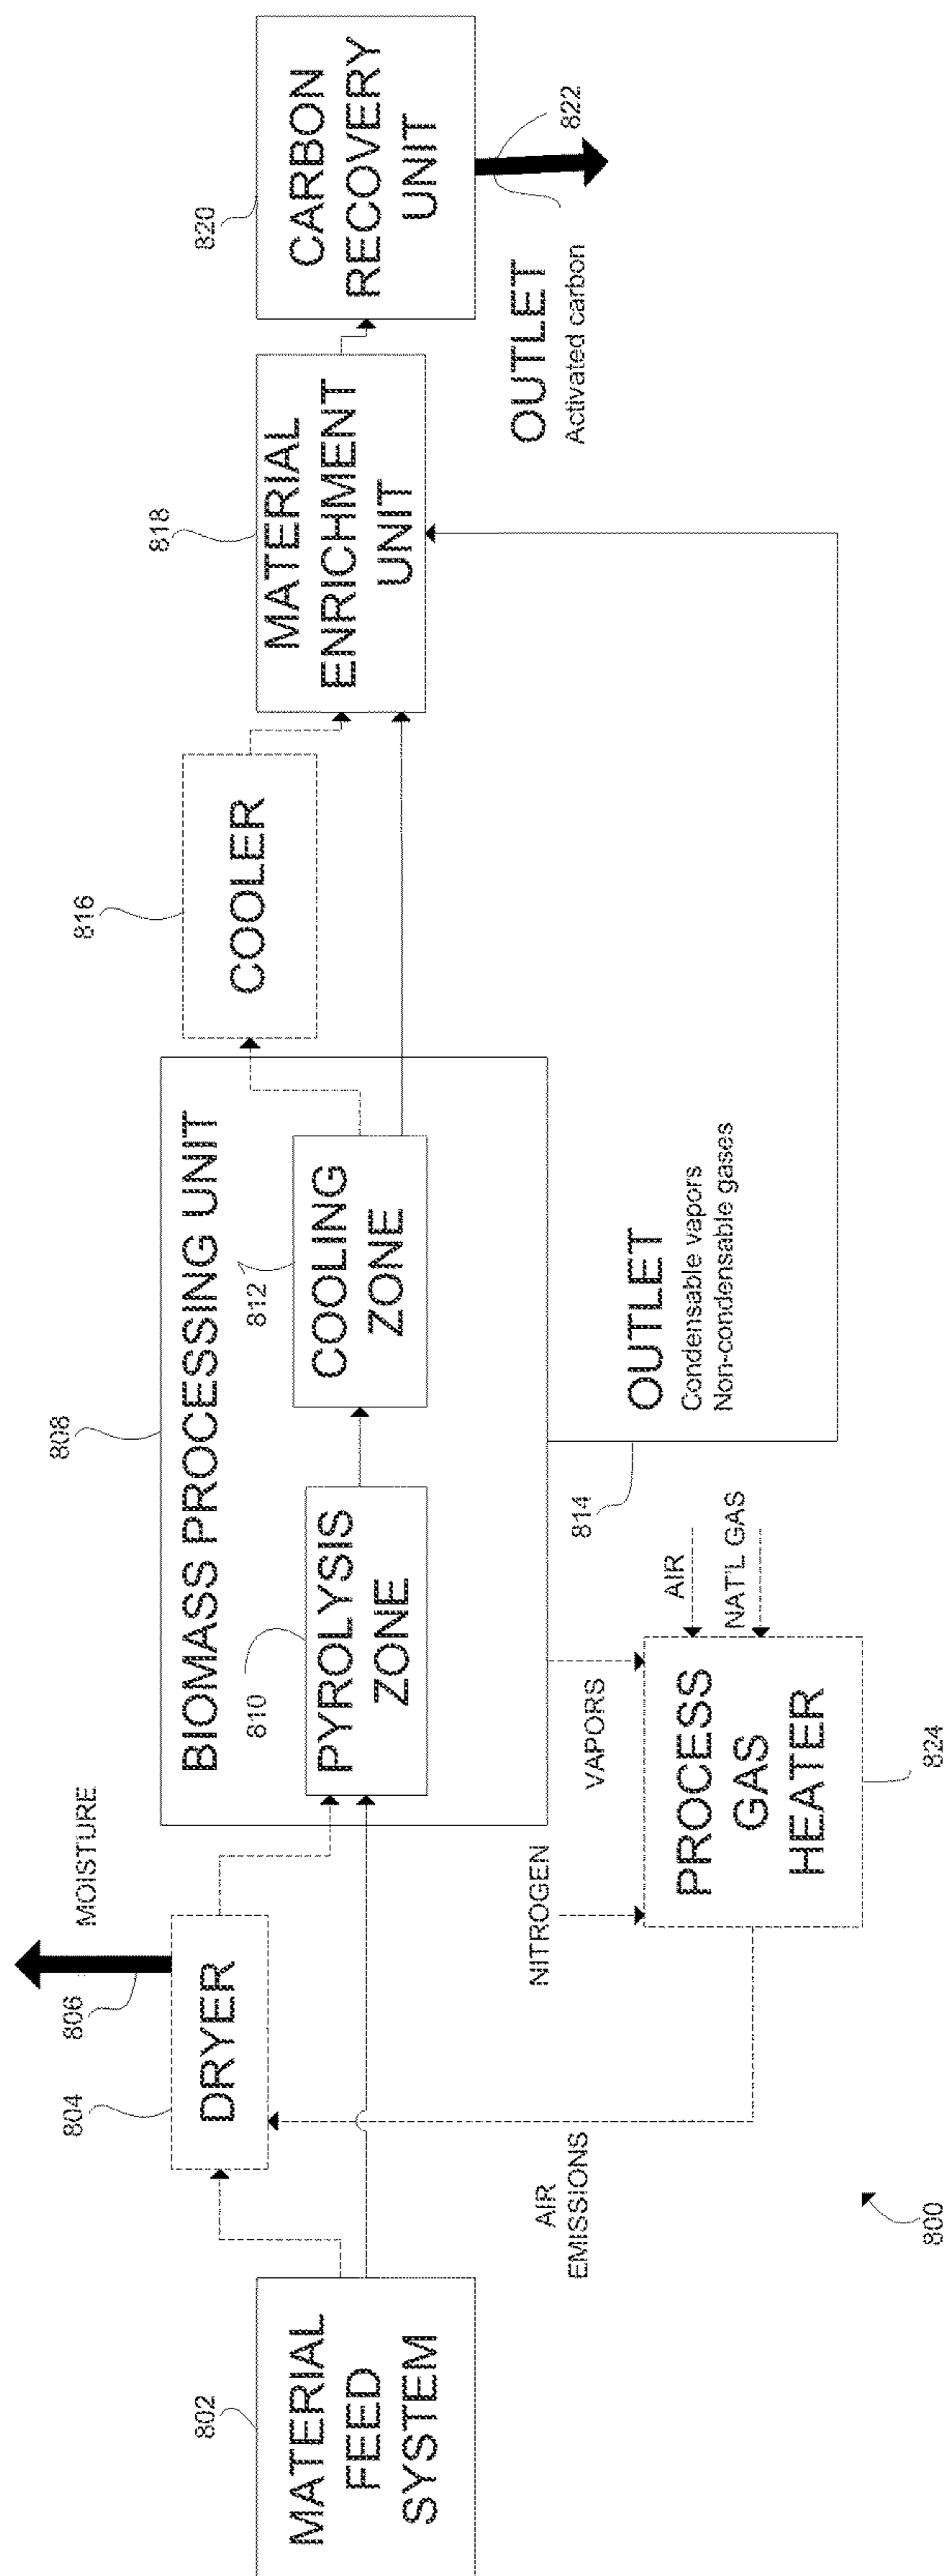 802
MATERIAL
FEED
SYSTEM
804
DRYER
806
MOISTURE
AIR
EMISSIONS
800
808
BIOMASS PROCESSING UNIT
810
PYROLYSIS
ZONE
812
COOLING
ZONE
NITROGEN
VAPORS
AIR
NAT'L GAS
PROCESS
GAS
HEATER
824
814
OUTLET
Condensable vapors
Non-condensable gases
816
COOLER
818
MATERIAL
ENRICHMENT
UNIT
820
CARBON
RECOVERY
UNIT
OUTLET
Activated carbon
822